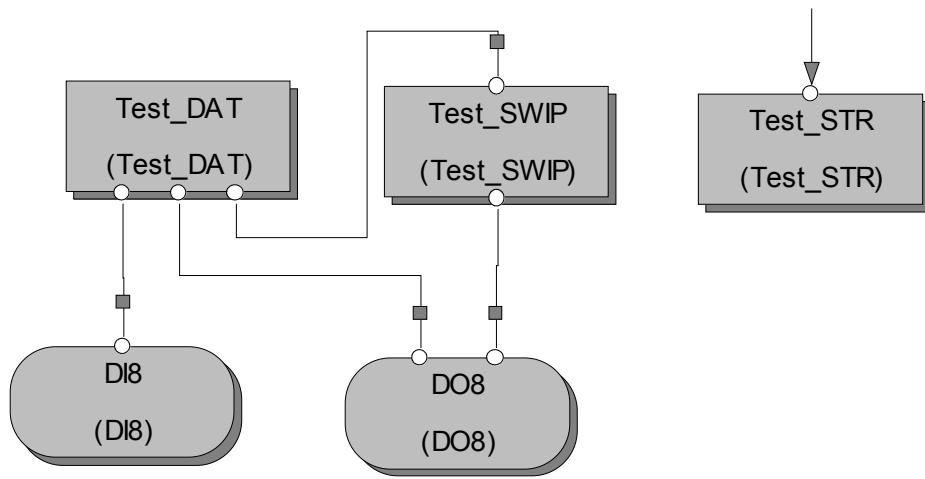 Test_DAT
(Test_DAT)
Test_SWIP
(Test_SWIP)
Test_STR
(Test_STR)
DI8
(DI8)
DO8
(DO8)